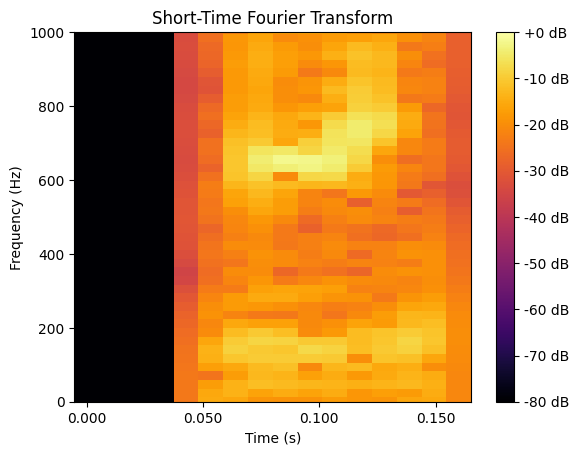 Short-Time Fourier Transform
1000
800
600
400
200
0
Frequency (Hz)
0.000
0.050
0.100
0.150
Time (s)
+0 dB
-10 dB
-20 dB
-30 dB
-40 dB
-50 dB
-60 dB
-70 dB
-80 dB